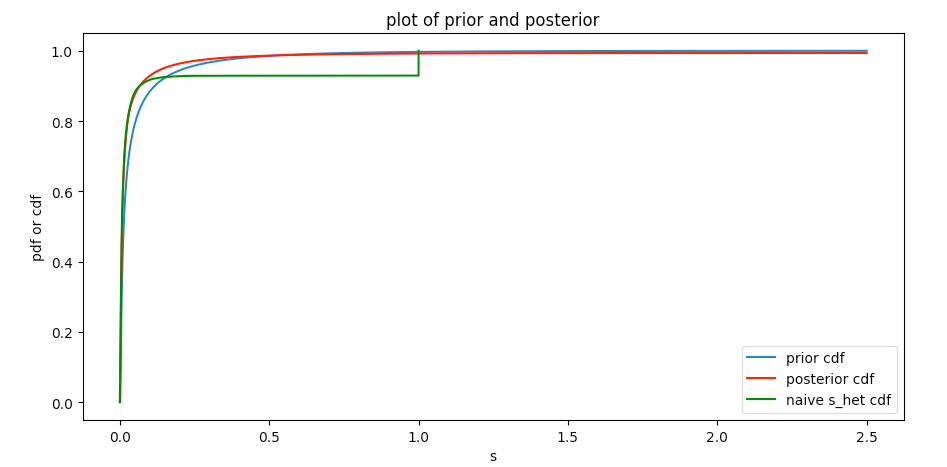 plot of prior and posterior
pdf or cdf
1.0
0.8
0.6
0.4
0.2
0.0
prior cdf
posterior cdf
naive s_het cdf
0.0 0.5 1.0 1.5 2.0 2.5
s